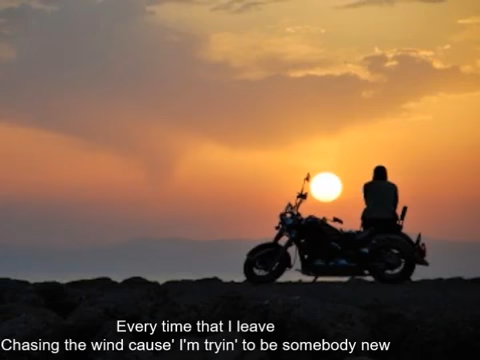 Every time that I leave
Chasing the wind cause' I'm tryin' to be somebody new